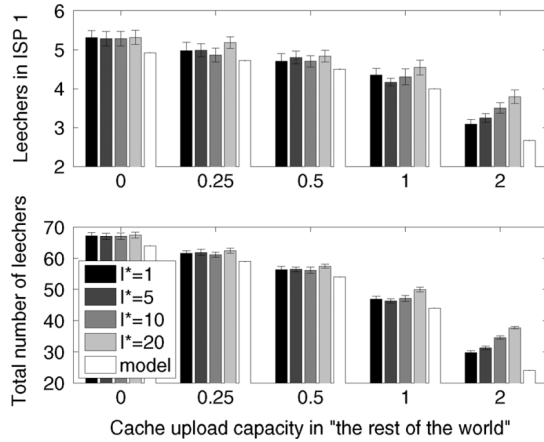 Leechers in ISP 1
6
5
4
3
2
0 0.25 0.5 1 2
Total number of leechers
70
60
50
40
30
20
l*=1
l*=5
l*=10
l*=20
model
0 0.25 0.5 1 2
Cache upload capacity in "the rest of the world"